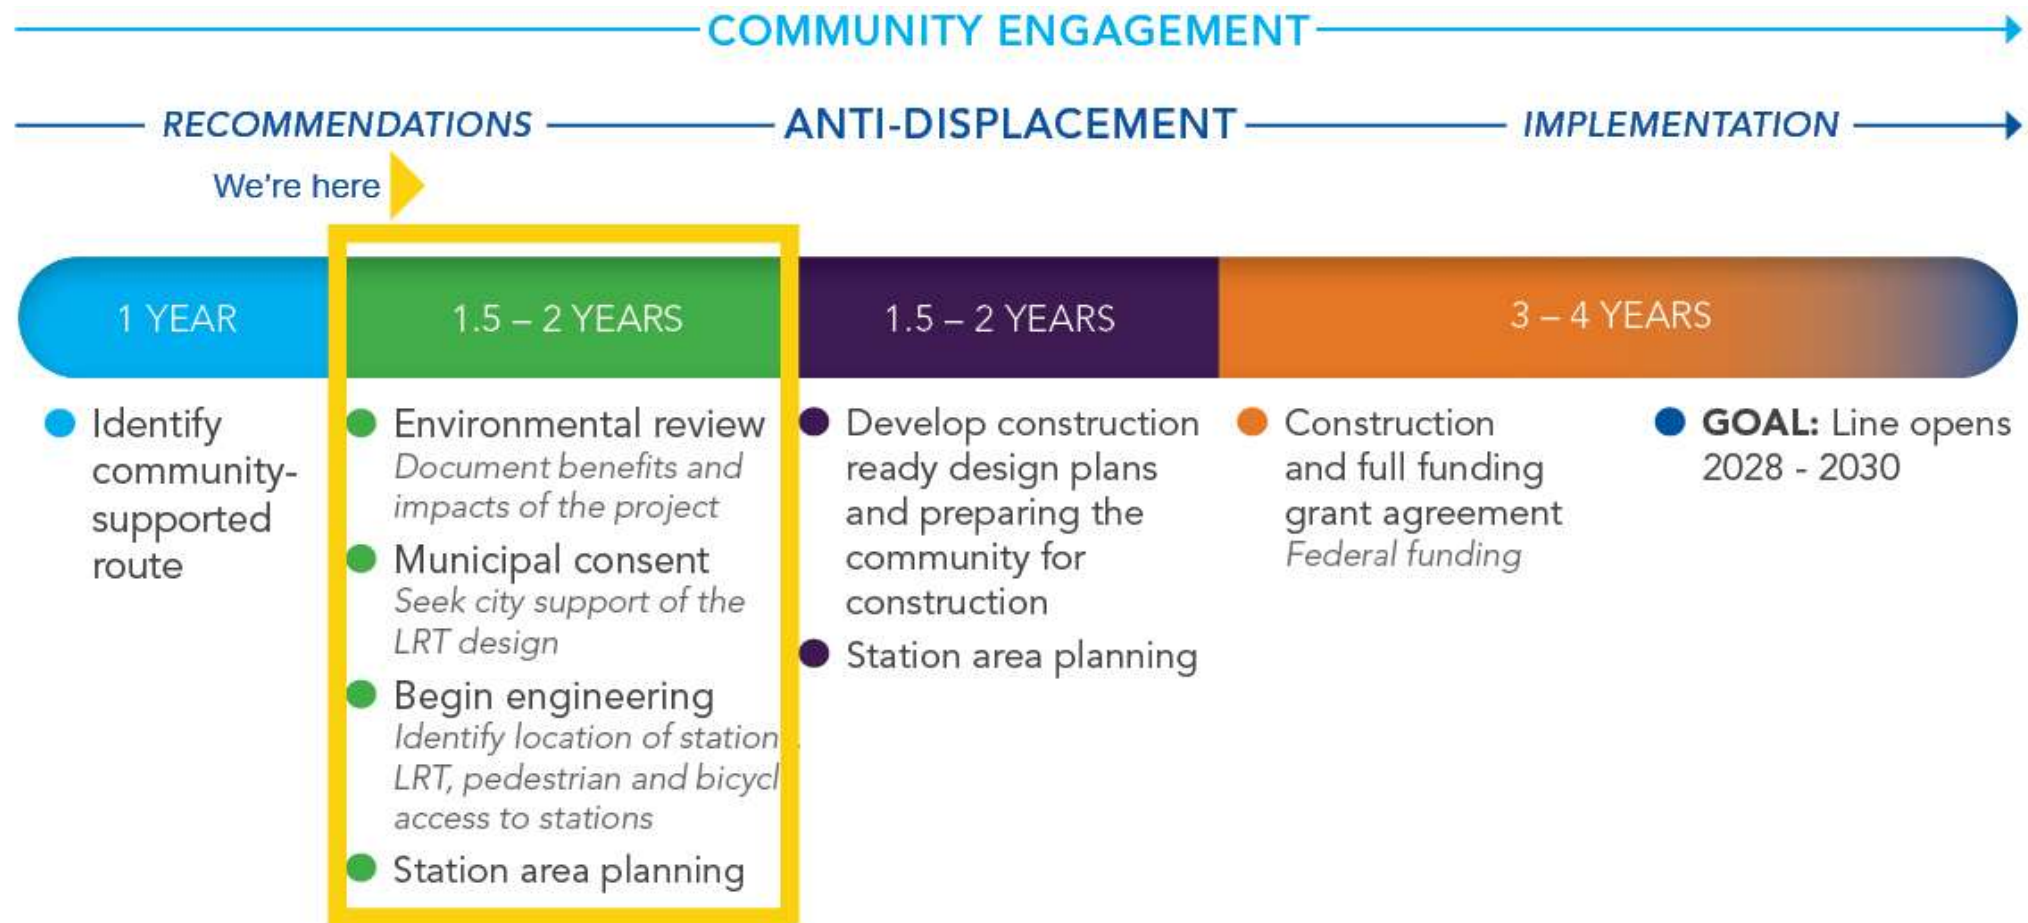 COMMUNITY ENGAGEMENT
RECOMMENDATIONS ANTI-DISPLACEMENT IMPLEMENTATION
We're here
1 YEAR
1.5 – 2 YEARS
1.5 – 2 YEARS
3 – 4 YEARS
Identify
community-
supported
route
Environmental review
Document benefits and
impacts of the project
Municipal consent
Seek city support of the
LRT design
Begin engineering
Identify location of station
LRT, pedestrian and bicycl
access to stations
Station area planning
Develop construction
ready design plans
and preparing the
community for
construction
Station area planning
Construction
and full funding
grant agreement
Federal funding
GOAL: Line opens
2028 - 2030